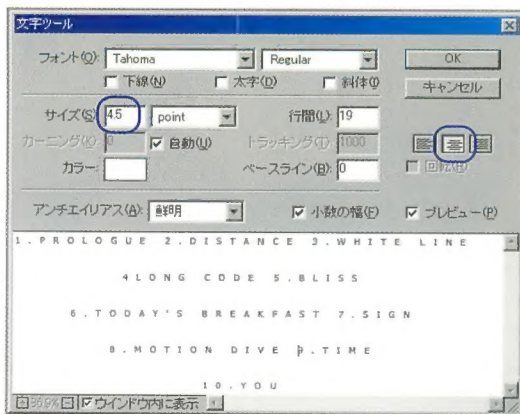 文字ツール
フォント(O): Tahoma Regular OK
下線(N) 太字(D) 斜体(I) キャンセル
サイズ(S): 4.5 point 行間(L): 19
カーニング(K): 0 自動(U) トラッキング(T): 1000
カラー: ベースライン(B): 0 回転(R)
アンチエイリアス(A): 鮮明 小数の幅(F) プレビュー(P)
1.PROLOGUE 2.DISTANCE 3.WHITE LINE
4LONG CODE 5.BLISS
6.TODAY'S BREAKFAST 7.SIGN
8.MOTION DIVE 9.TIME
10.YOU
ウインドウ内に表示